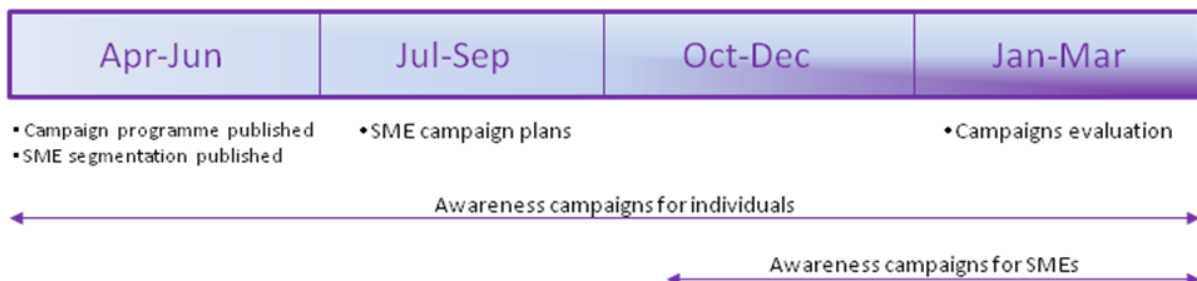 Apr-Jun
Jul-Sep
Oct-Dec
Jan-Mar
▪ Campaign programme published
▪ SME segmentation published
• SME campaign plans
• Campaigns evaluation
Awareness campaigns for individuals
Awareness campaigns for SMEs